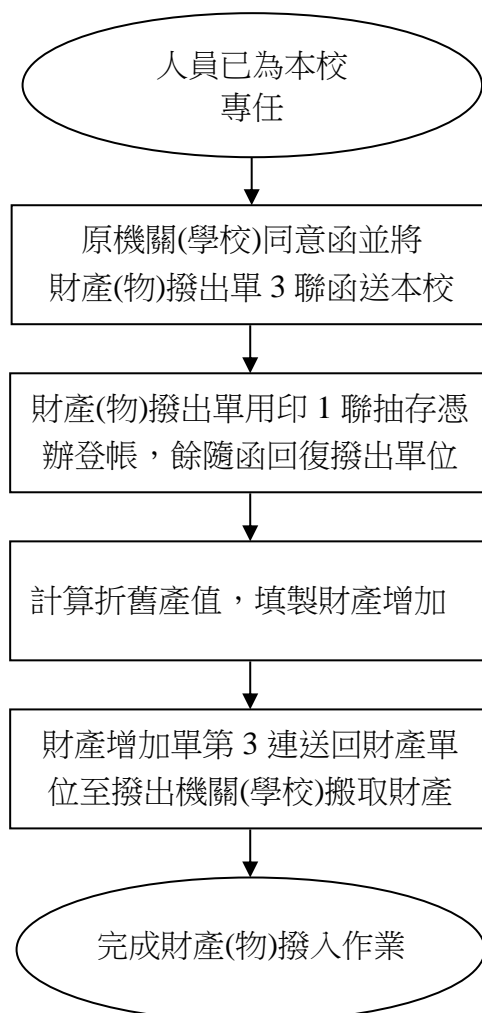 人員已為本校
專任
原機關(學校)同意函並將
財產(物)撥出單 3 聯函送本校
財產(物)撥出單用印 1 聯抽存憑
辦登帳，餘隨函回復撥出單位
計算折舊產值，填製財產增加
財產增加單第 3 連送回財產單
位至撥出機關(學校)搬取財產
完成財產(物)撥入作業